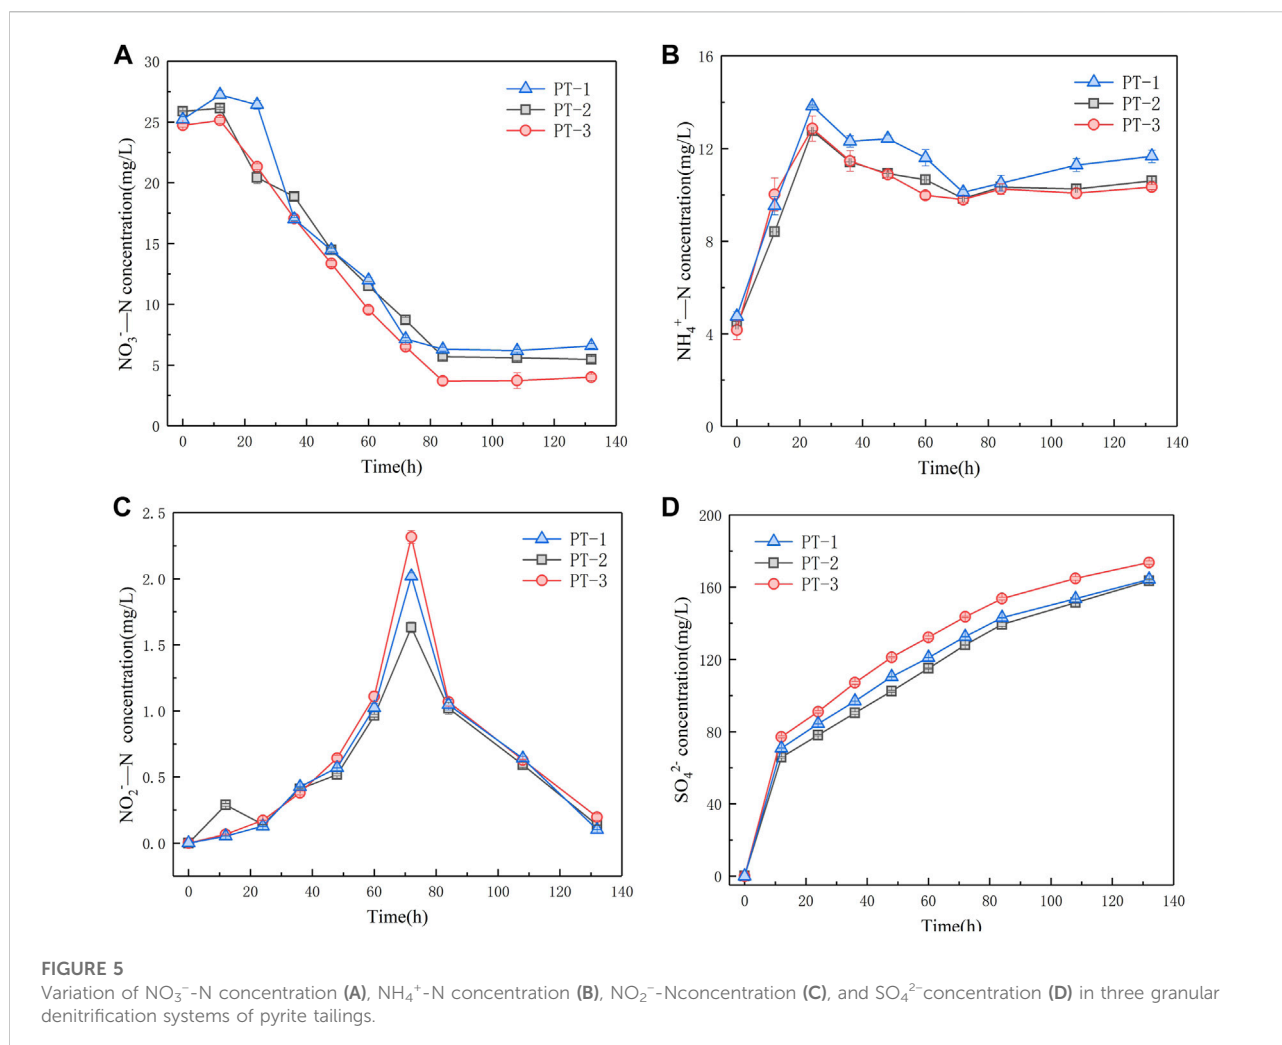 A
NO₃⁻—N concentration(mg/L)
30
25
20
15
10
5
0
PT-1
PT-2
PT-3
0 20 40 60 80 100 120 140
Time(h)
B
NH₄⁺—N concentration(mg/L)
16
12
8
4
0
PT-1
PT-2
PT-3
0 20 40 60 80 100 120 140
Time(h)
C
NO₂⁻—N concentration(mg/L)
2.5
2.0
1.5
1.0
0.5
0.0
PT-1
PT-2
PT-3
0 20 40 60 80 100 120 140
Time(h)
D
SO₄²⁻ concentration(mg/L)
200
160
120
80
40
0
PT-1
PT-2
PT-3
0 20 40 60 80 100 120 140
Time(h)
FIGURE 5
Variation of NO₃⁻-N concentration (A), NH₄⁺-N concentration (B), NO₂⁻-Nconcentration (C), and SO₄²⁻concentration (D) in three granular
denitrification systems of pyrite tailings.